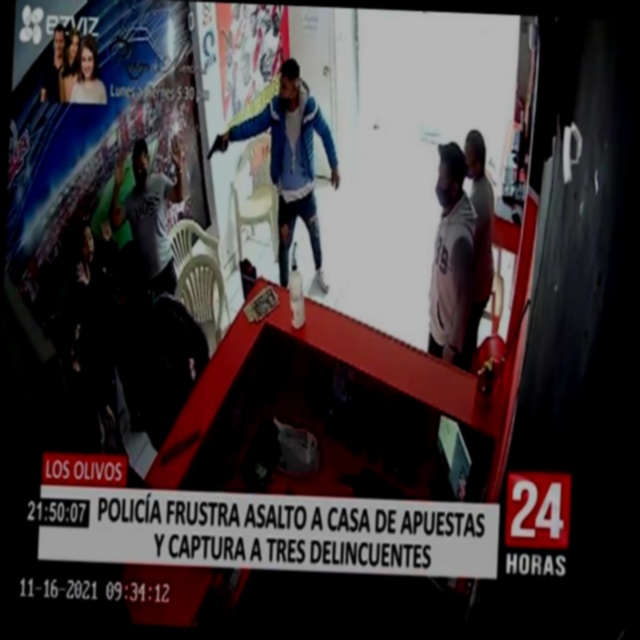 EZVIZ
LOS OLIVOS
21:50:07
POLICÍA FRUSTRA ASALTO A CASA DE APUESTAS
Y CAPTURA A TRES DELINCUENTES
24
HORAS
11-16-2021 09:34:12